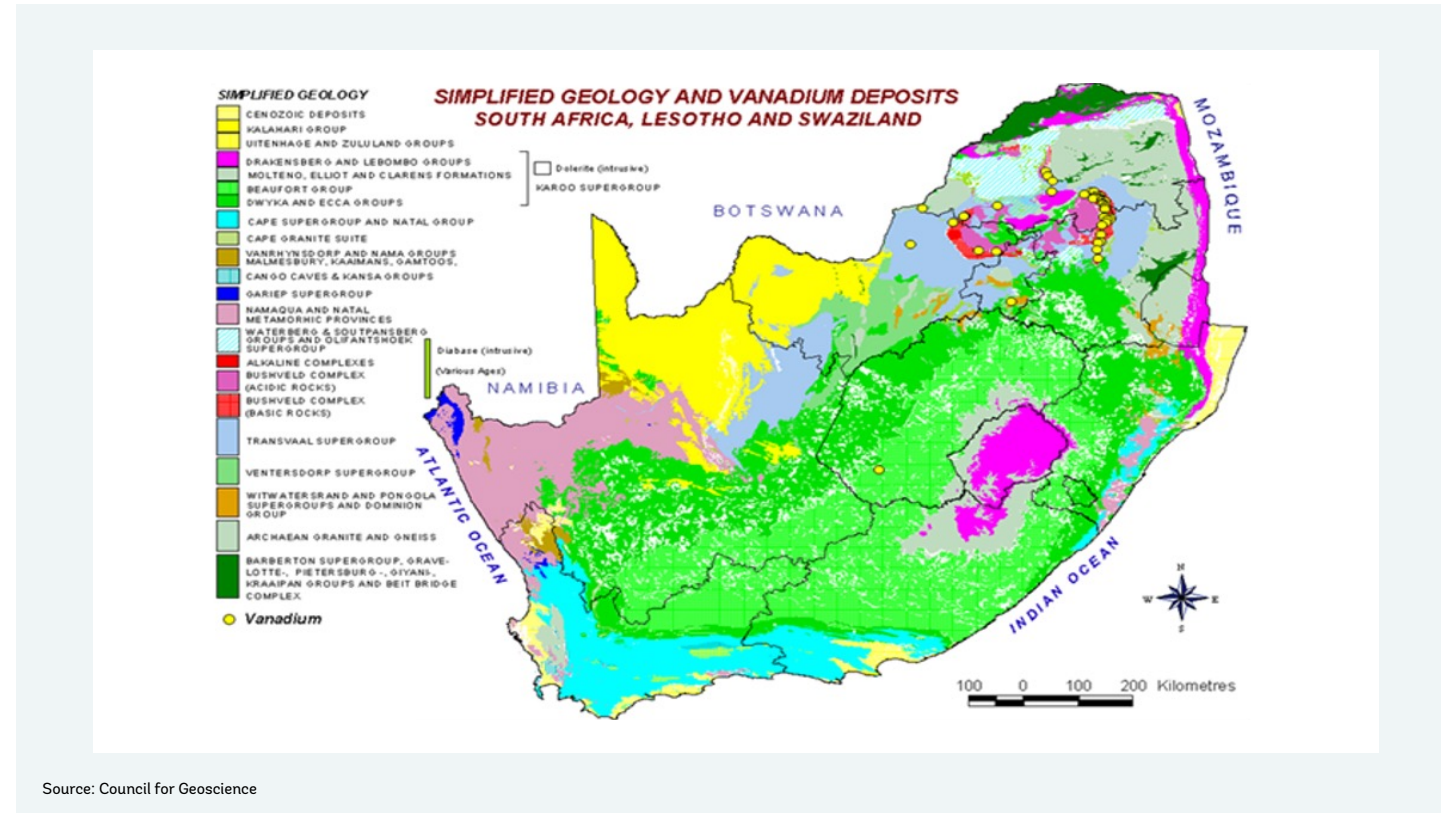 SIMPLIFIED GEOLOGY
SIMPLIFIED GEOLOGY AND VANADIUM DEPOSITS
SOUTH AFRICA, LESOTHO AND SWAZILAND
CENOZOIC DEPOSITS
KALAHARI GROUP
UITENHAGE AND ZULULAND GROUPS
DRAKENSBERG AND LEBOMBO GROUPS
MOLTENO, ELLIOT AND CLARENS FORMATIONS
BEAUFORT GROUP
DWYKA AND ECCA GROUPS
Dolerite (intrusive)
KAROO SUPERGROUP
CAPE SUPERGROUP AND NATAL GROUP
CAPE GRANITE SUITE
VANRHYNSDORP AND NAMA GROUPS
MALMESBURY, KAAIMANS, GAMTOOS,
CANGO CAVES & KANSA GROUPS
GARIEP SUPERGROUP
NAMAQUA AND NATAL
METAMORHIC PROVINCES
WATERBERG & SOUTPANSBERG
GROUPS AND OLIFANTSHOEK
SUPERGROUP
ALKALINE COMPLEXES
BUSHVELD COMPLEX
(ACIDIC ROCKS)
BUSHVELD COMPLEX
(BASIC ROCKS)
Diabase (intrusive)
(Various Ages)
TRANSVAAL SUPERGROUP
VENTERSDORP SUPERGROUP
WITWATERSRAND AND PONGOLA
SUPERGROUPS AND DOMINION
GROUP
ARCHAEAN GRANITE AND GNEISS
BARBERTON SUPERGROUP, GRAVE-
LOTTE-, PIETERSBURG -, GIYANI-,
KRAAIPAN GROUPS AND BEIT BRIDGE
COMPLEX
Vanadium
BOTSWANA
MOZAMBIQUE
NAMIBIA
ATLANTIC OCEAN
INDIAN OCEAN
N
W E
S
100 0 100 200 Kilometres
Source: Council for Geoscience